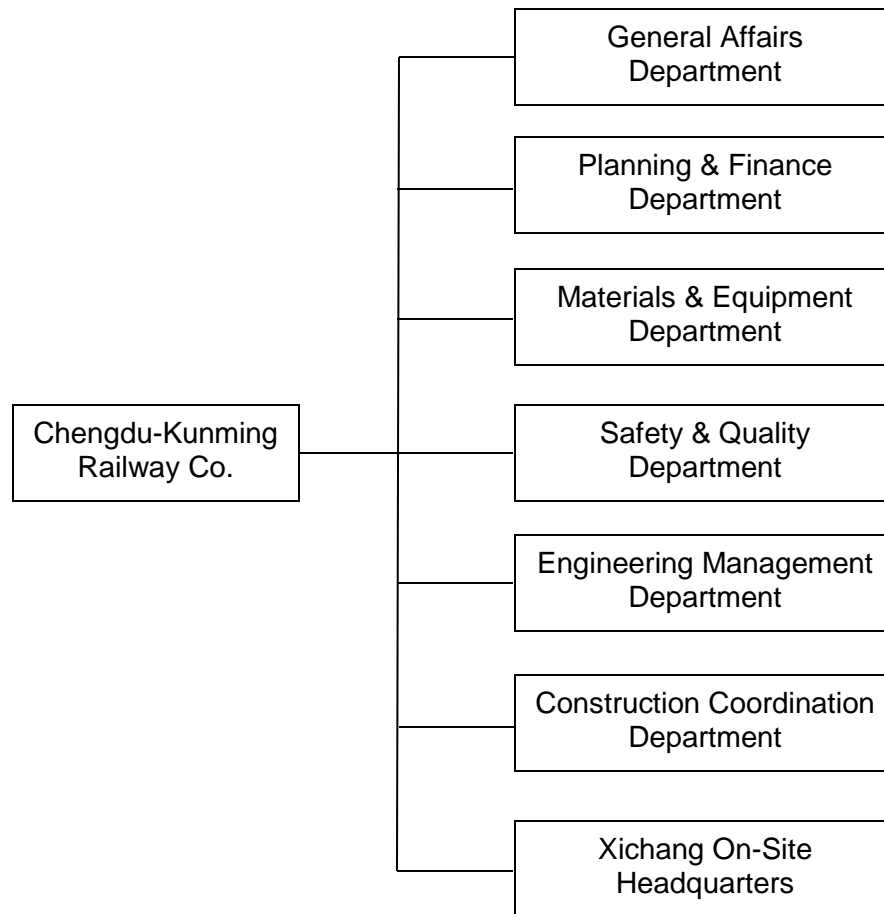 General Affairs
Department
Planning & Finance
Department
Materials & Equipment
Department
Chengdu-Kunming
Railway Co.
Safety & Quality
Department
Engineering Management
Department
Construction Coordination
Department
Xichang On-Site
Headquarters